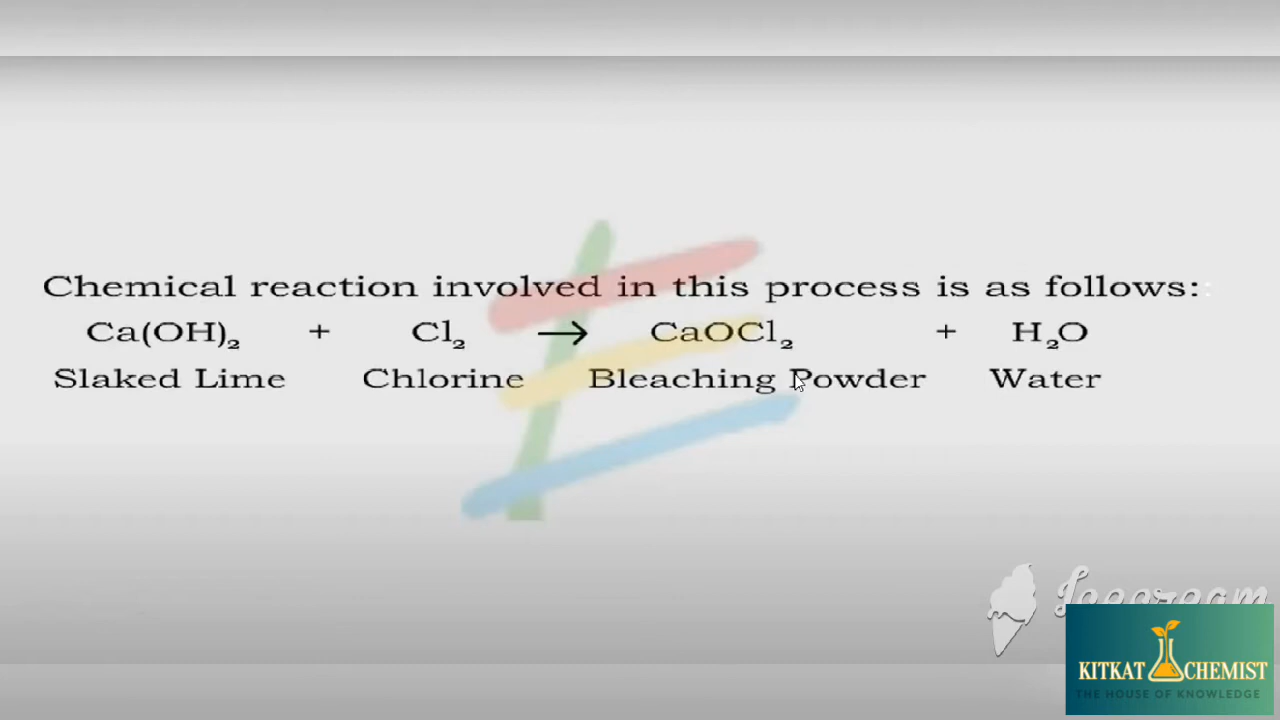 Chemical reaction involved in this process is as follows::
Ca(OH)₂ + Cl₂ → CaOCl₂ + H₂O
Slaked Lime Chlorine Bleaching Powder Water
Icecream
KITKAT CHEMIST
THE HOUSE OF KNOWLEDGE